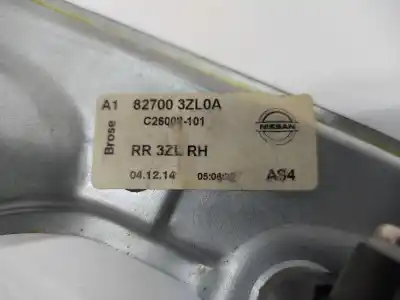 A1 82700 3ZL0A
Brose
NISSAN
RR 3ZL RH
04.12.14
AS4